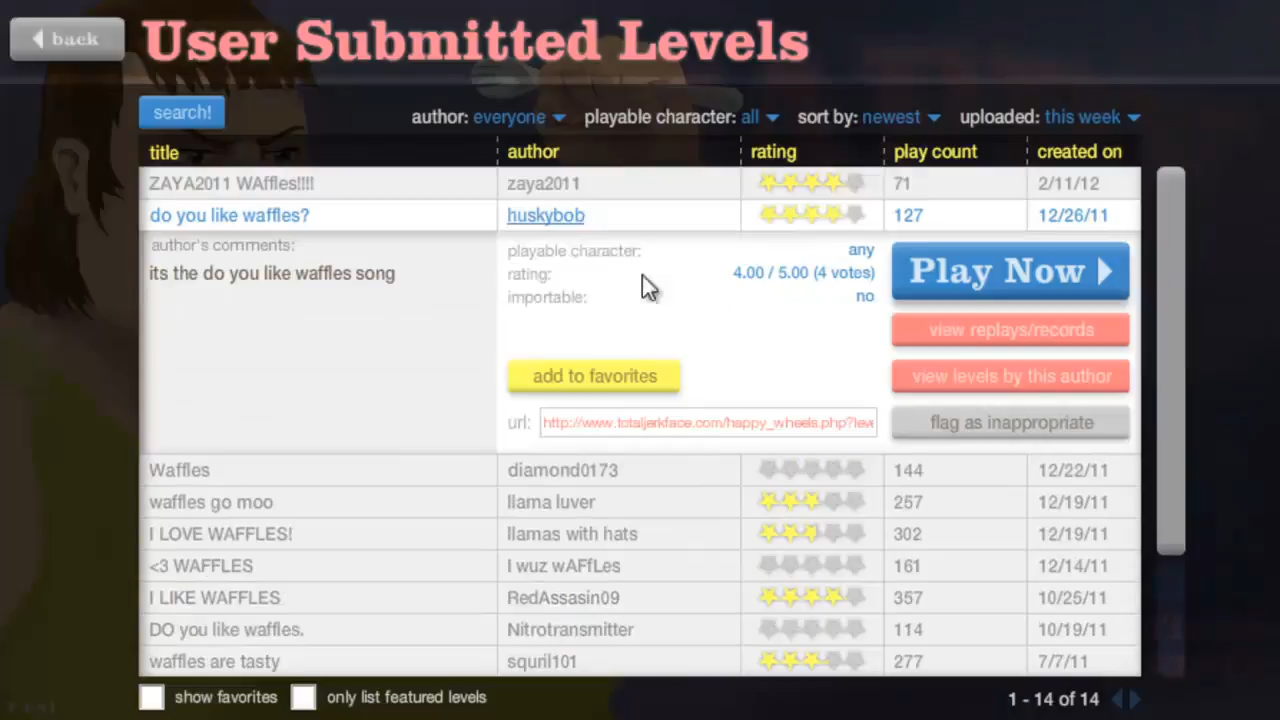 back
User Submitted Levels
search!
author: everyone playable character: all sort by: newest uploaded: this week
title author rating play count created on
ZAYA2011 WAffles!!!! zaya2011 71 2/11/12
do you like waffles? huskybob 127 12/26/11
author's comments:
its the do you like waffles song
playable character: any
rating: 4.00 / 5.00 (4 votes)
importable: no
Play Now
view replays/records
add to favorites
view levels by this author
url: http://www.totaljerkface.com/happy_wheels.php?leve
flag as inappropriate
Waffles diamond0173 144 12/22/11
waffles go moo llama luver 257 12/19/11
I LOVE WAFFLES! llamas with hats 302 12/19/11
<3 WAFFLES I wuz wAFfLes 161 12/14/11
I LIKE WAFFLES RedAssasin09 357 10/25/11
DO you like waffles. Nitrotransmitter 114 10/19/11
waffles are tasty squril101 277 7/7/11
show favorites only list featured levels 1 - 14 of 14